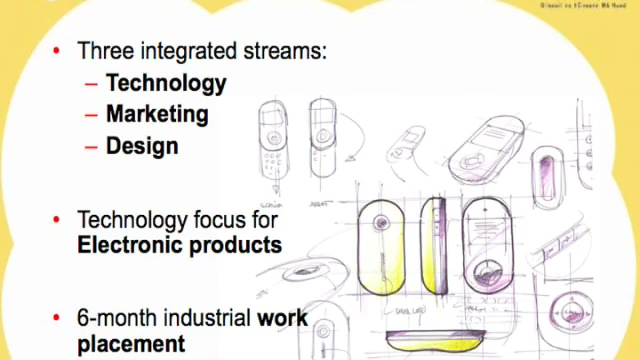 • Three integrated streams:
– Technology
– Marketing
– Design
• Technology focus for
Electronic products
• 6-month industrial work
placement